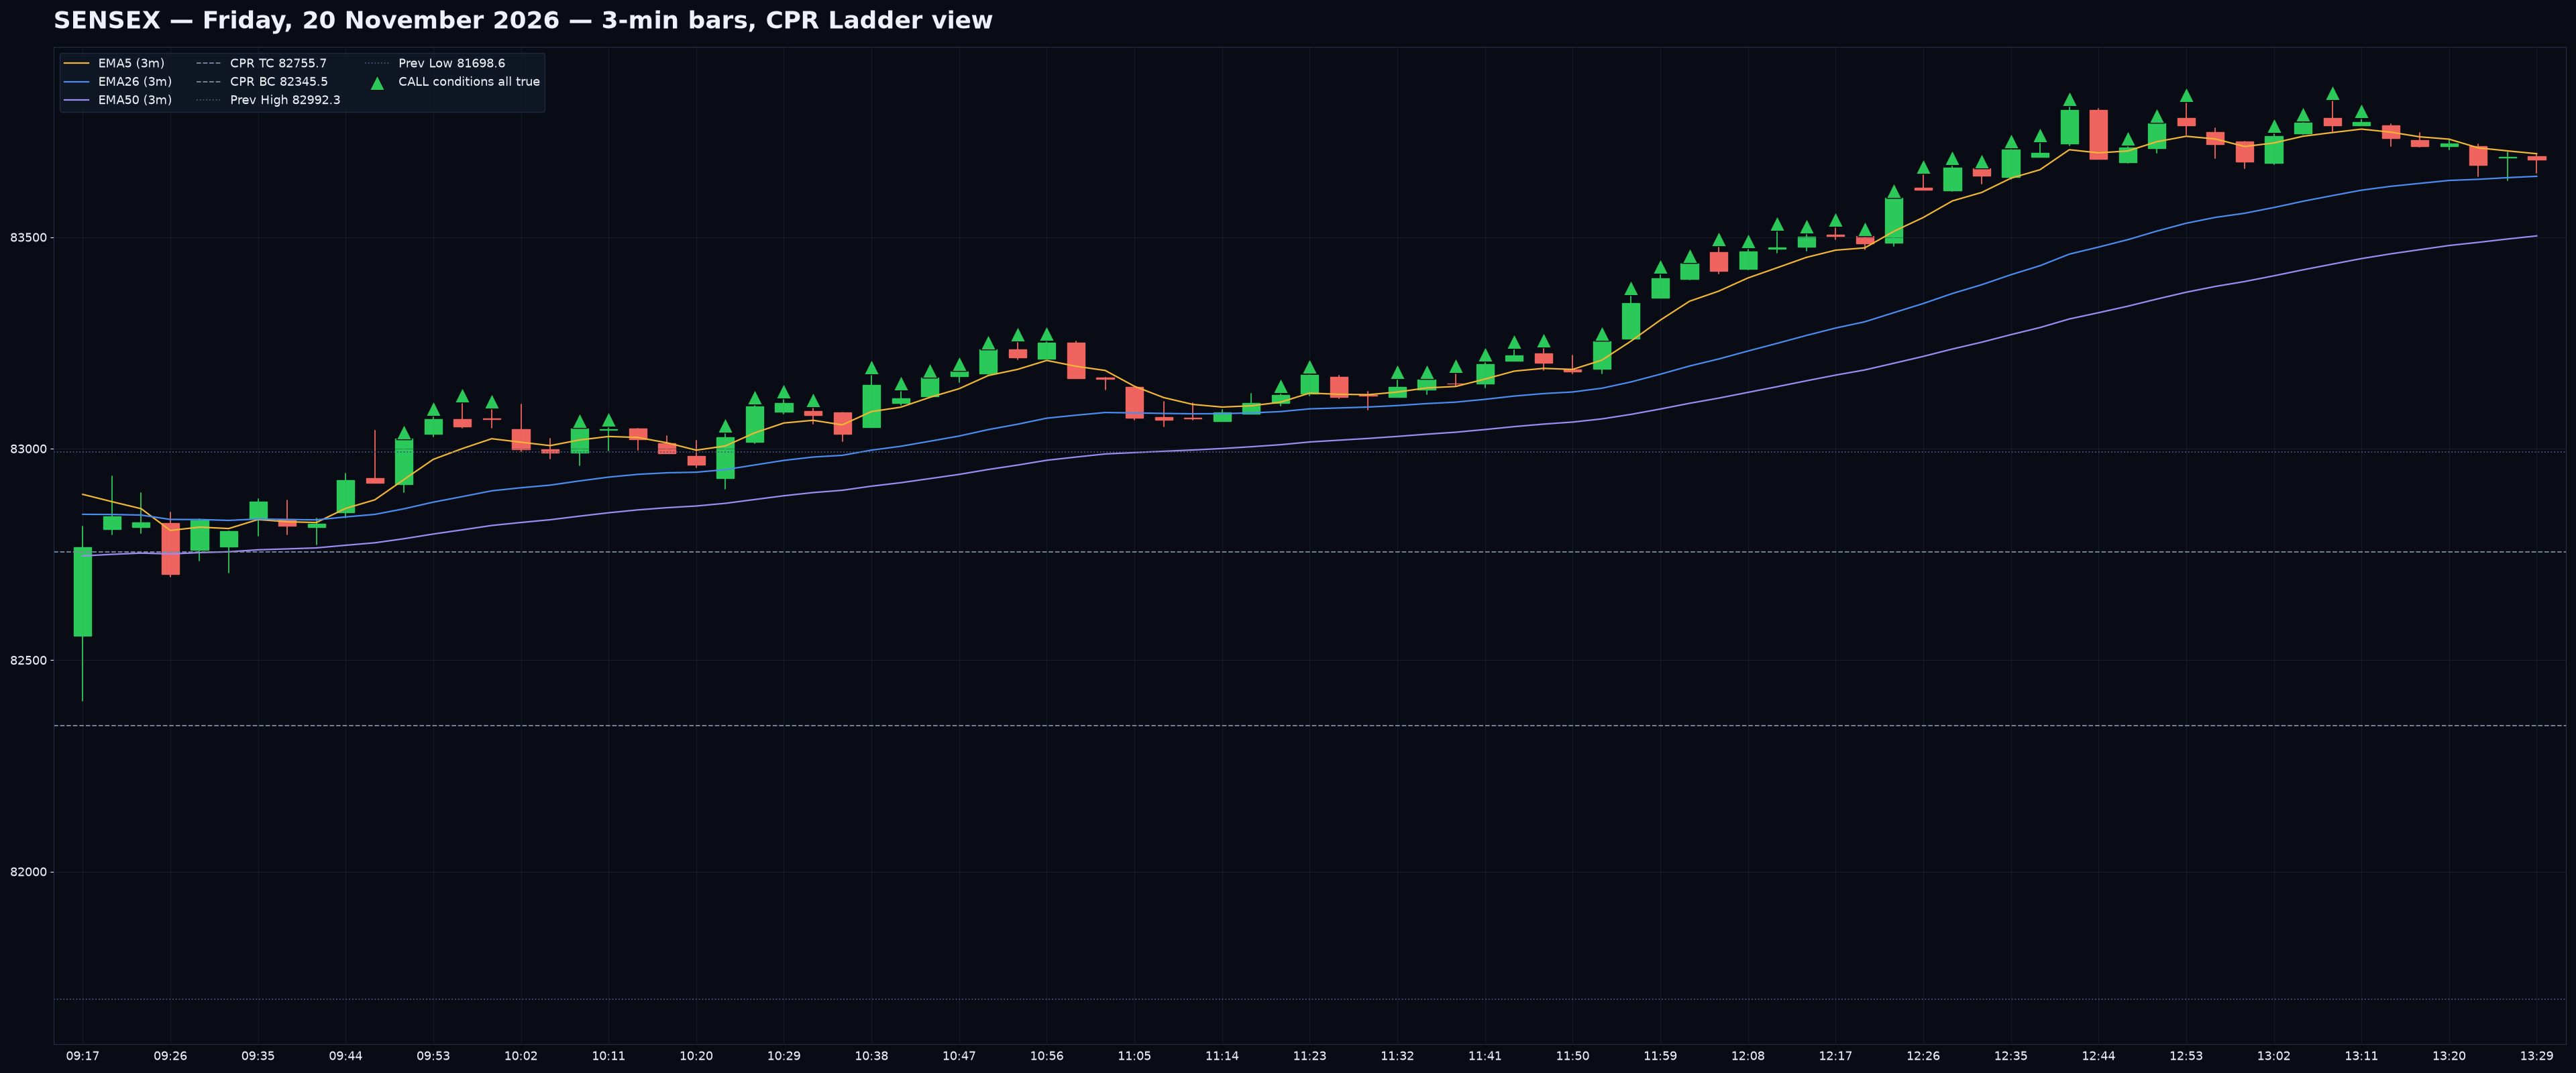 SENSEX — Friday, 20 November 2026 — 3-min bars, CPR Ladder view
EMA5 (3m)
EMA26 (3m)
EMA50 (3m)
CPR TC 82755.7
CPR BC 82345.5
Prev High 82992.3
Prev Low 81698.6
CALL conditions all true
83500
83000
82500
82000
09:17 09:26 09:35 09:44 09:53 10:02 10:11 10:20 10:29 10:38 10:47 10:56 11:05 11:14 11:23 11:32 11:41 11:50 11:59 12:08 12:17 12:26 12:35 12:44 12:53 13:02 13:11 13:20 13:29